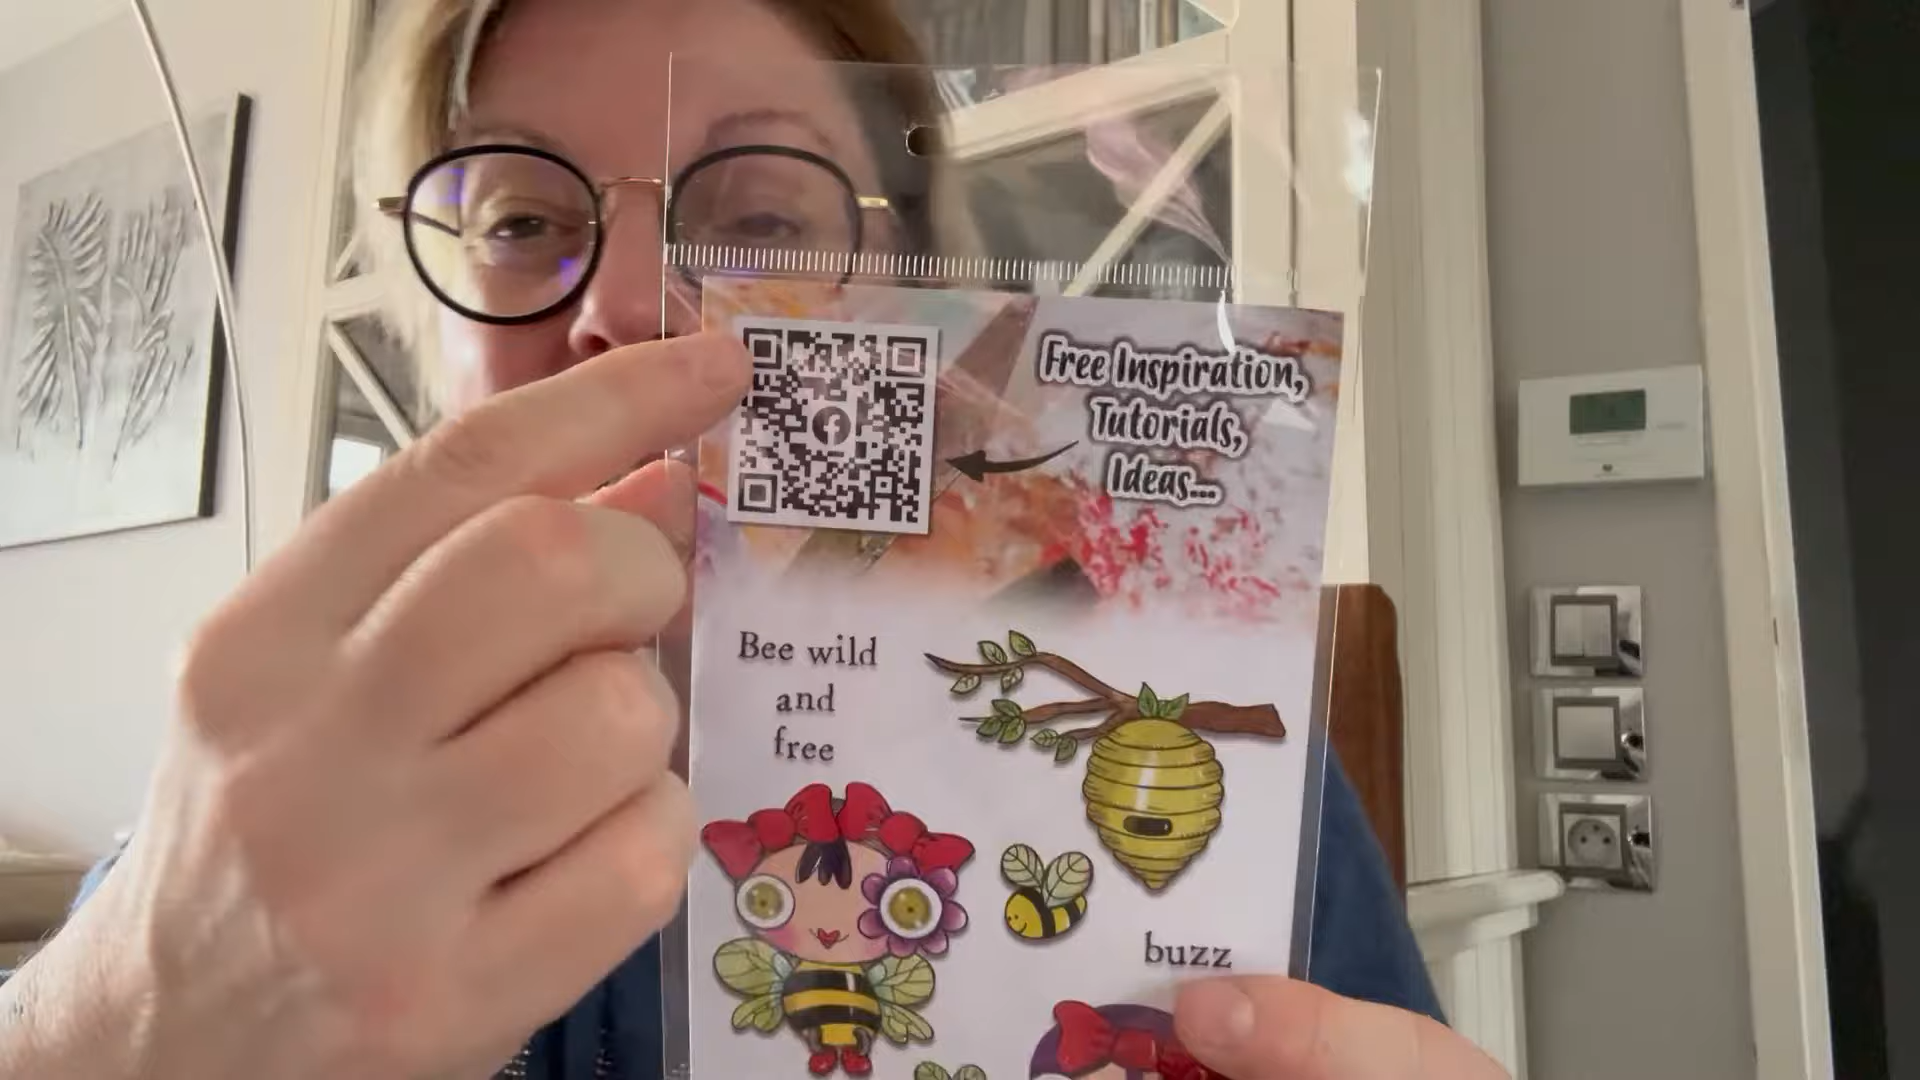 Free Inspiration,
Tutorials,
Ideas...
Bee wild
and
free
buzz